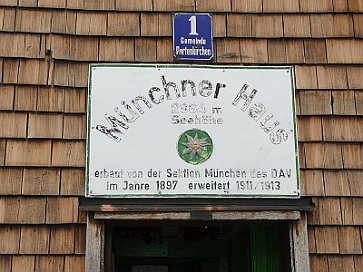 1
Gemeinde
Partenkirchen
Münchner Haus
2964 m
Seehöhe
erbaut von der Sektion München des DAV
im Jahre 1897 erweitert 1911/1913